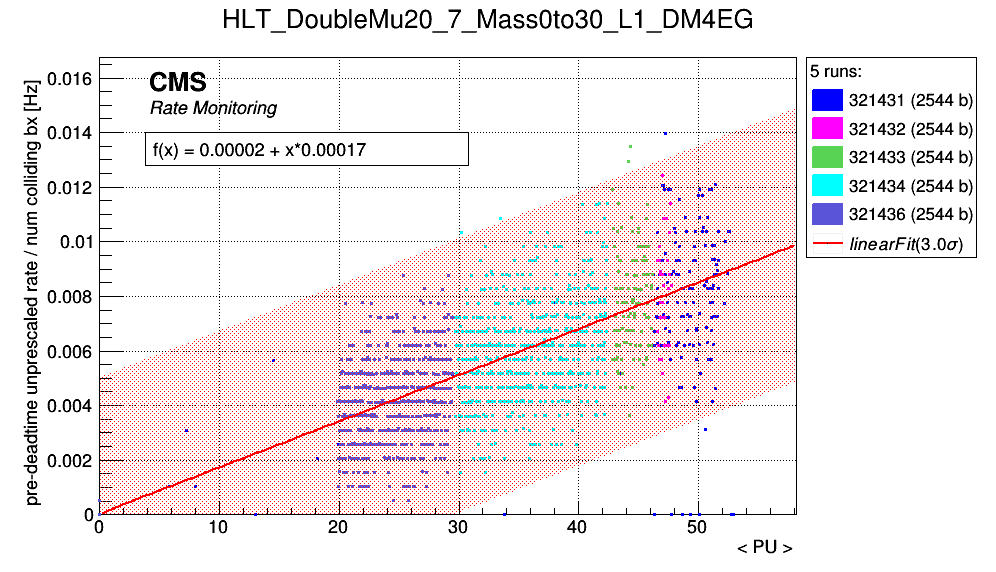 HLT_DoubleMu20_7_Mass0to30_L1_DM4EG
pre-deadtime unprescaled rate / num colliding bx [Hz]
0.016
0.014
0.012
0.01
0.008
0.006
0.004
0.002
0
CMS
Rate Monitoring
f(x) = 0.00002 + x*0.00017
0 10 20 30 40 50
< PU >
5 runs:
321431 (2544 b)
321432 (2544 b)
321433 (2544 b)
321434 (2544 b)
321436 (2544 b)
linearFit(3.0σ)